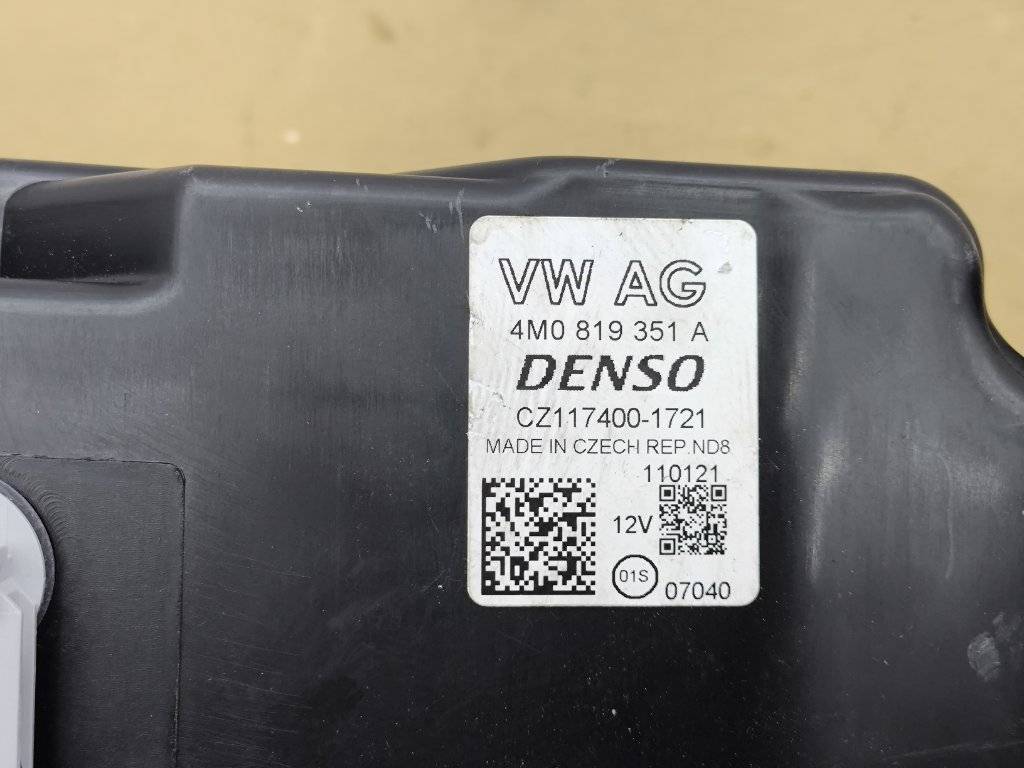 VW AG
4M0 819 351 A
DENSO
CZ117400-1721
MADE IN CZECH REP.ND8
110121
12V
01S
07040